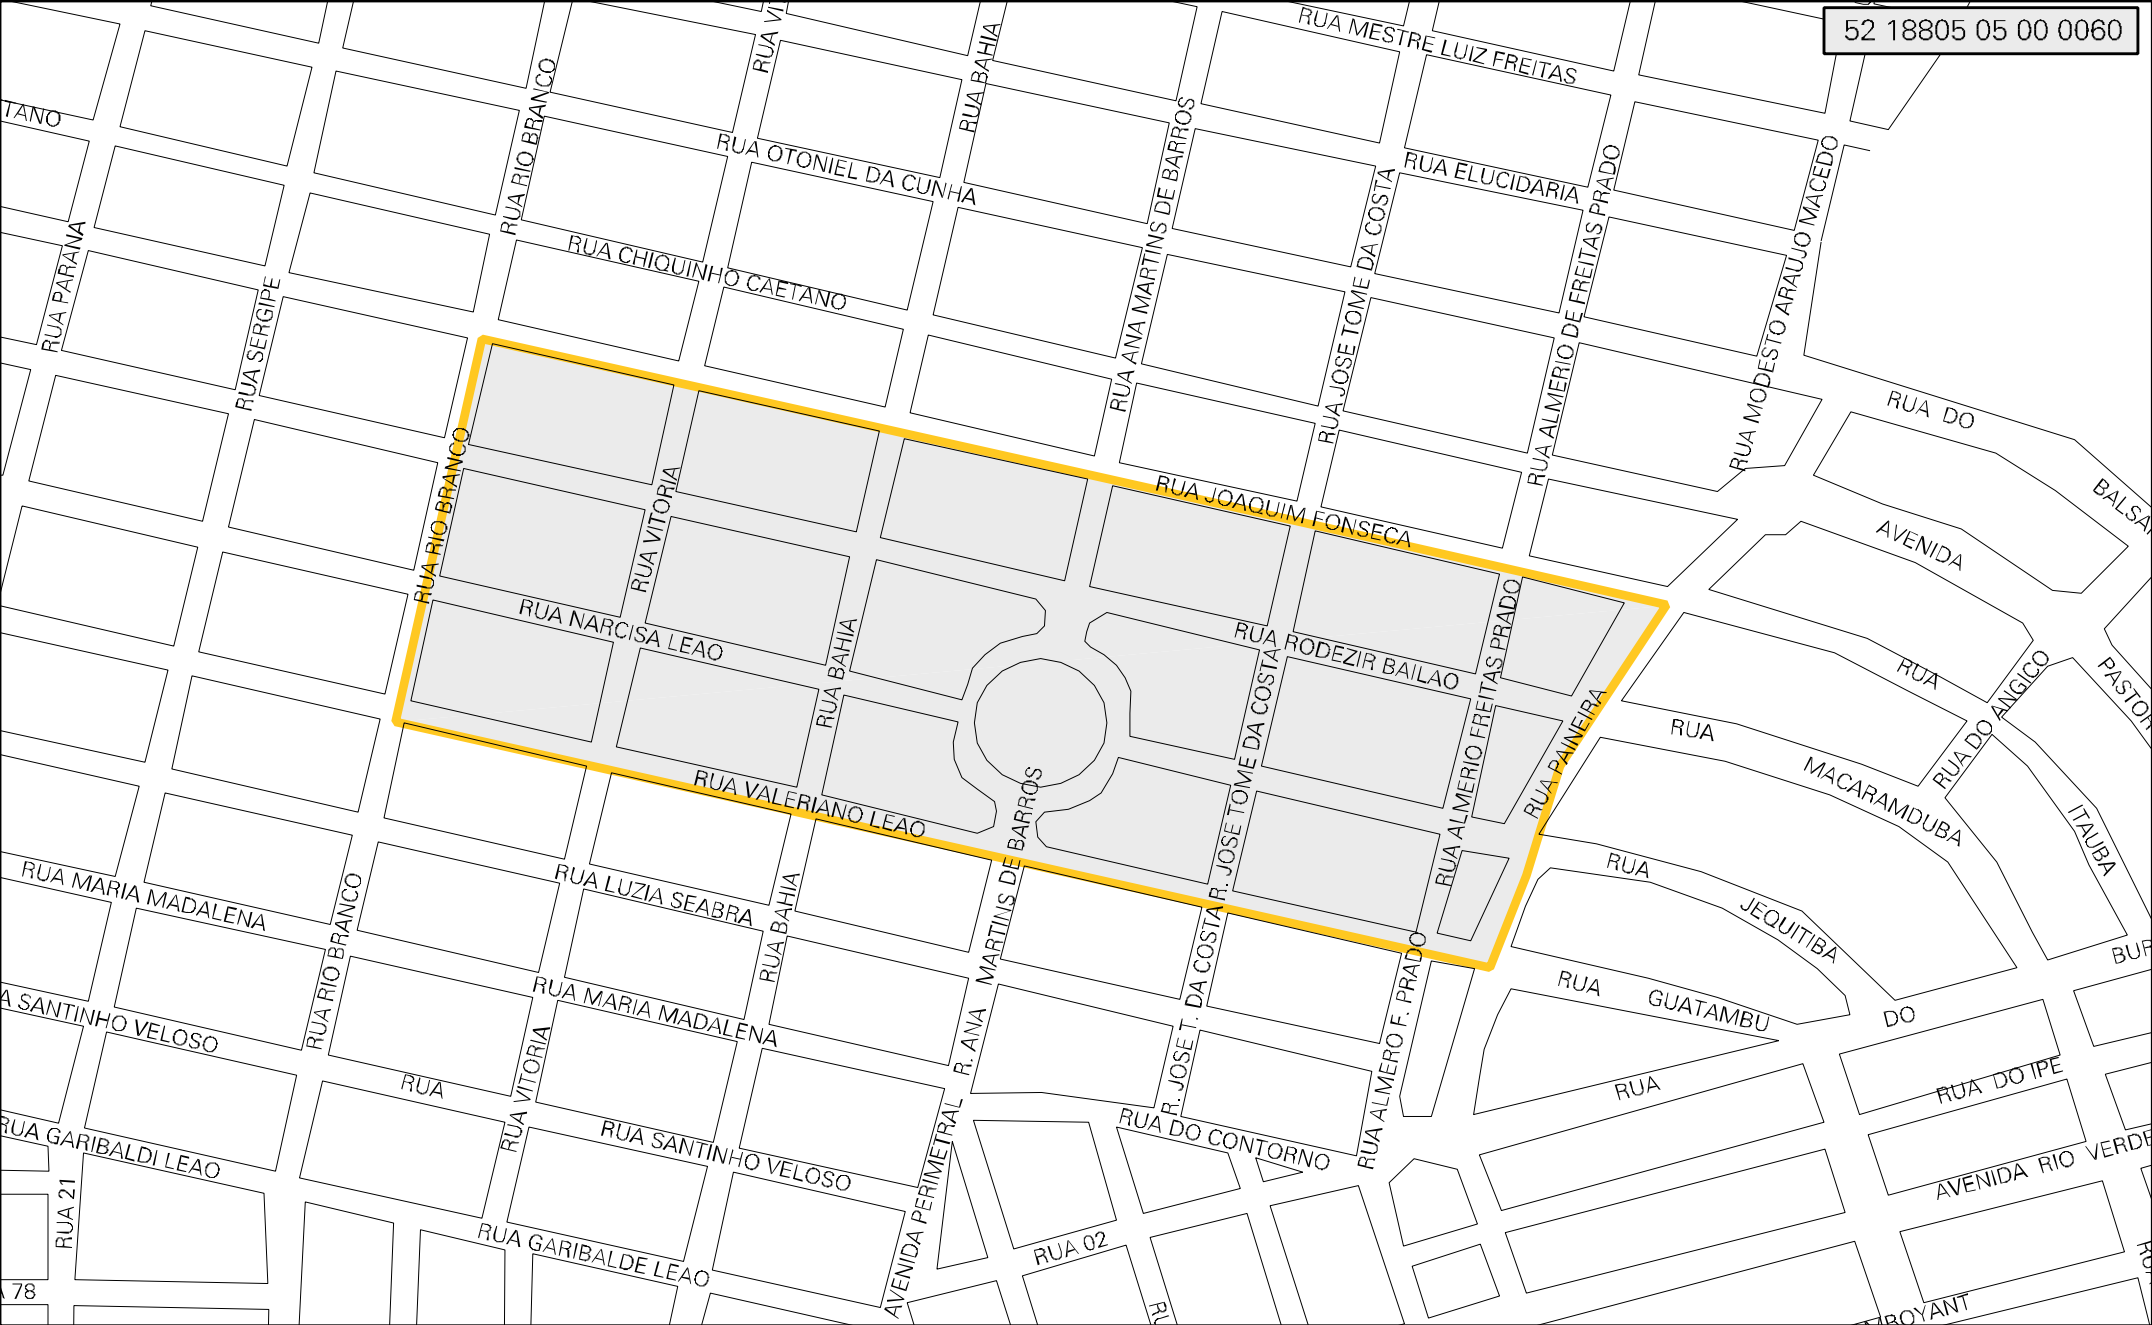 52 18805 05 00 0060
RUA MESTRE LUIZ FREITAS
RUA BAHIA
RUA RIO BRANCO
TANO
RUA OTONIEL DA CUNHA
RUA ANA MARTINS DE BARROS
RUA ELUCIDARIA
RUA JOSE TOME DA COSTA
RUA ALMERIO DE FREITAS PRADO
RUA MODESTO ARAUJO MACEDO
RUA PARANA
RUA SERGIPE
RUA CHIQUINHO CAETANO
RUA DO
BALSA
AVENIDA
RUA RIO BRANCO
RUA VITORIA
RUA JOAQUIM FONSECA
RUA NARCISA LEAO
RUA BAHIA
RUA RODEZIR BAILAO
RUA ALMERIO FREITAS PRADO
R. JOSE TOME DA COSTA
RUA PAINEIRA
RUA
RUA DO ANGICO
PASTOR
RUA
MACARAMDUBA
ITAUBA
RUA VALERIANO LEAO
RUA
JEQUITIBA
RUA MARIA MADALENA
RUA LUZIA SEABRA
RUA BAHIA
R. ANA MARTINS DE BARROS
RUA RIO BRANCO
RUA
GUATAMBU
DO
BUR
A SANTINHO VELOSO
RUA MARIA MADALENA
R. JOSE T. DA COSTA
RUA ALMERO F. PRADO
RUA
RUA VITORIA
RUA
RUA DO IPE
RUA GARIBALDI LEAO
RUA SANTINHO VELOSO
RUA DO CONTORNO
AVENIDA PERIMETRAL
AVENIDA RIO VERDE
RUA 21
RUA GARIBALDE LEAO
RUA 02
78
BOYANT